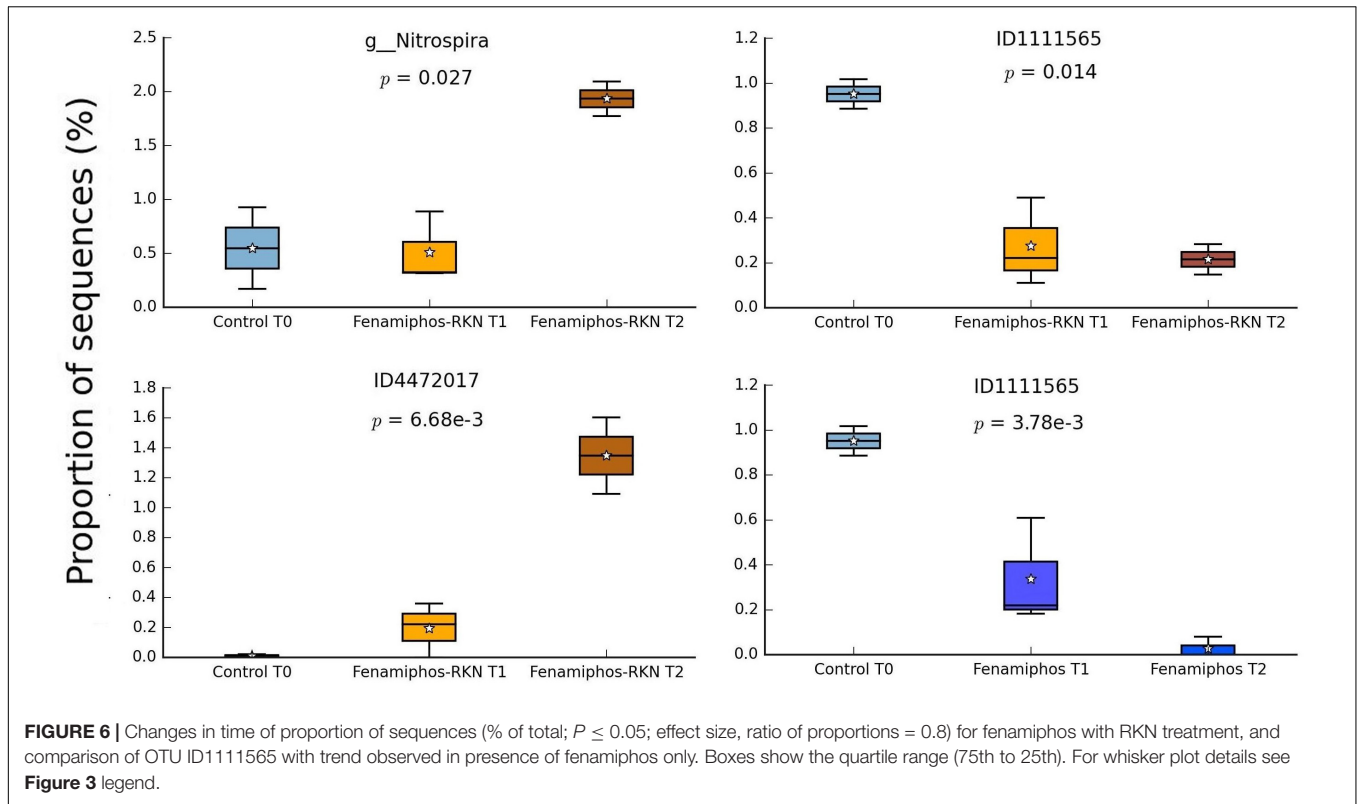 Proportion of sequences (%)
g__Nitrospira
p = 0.027
2.5
2.0
1.5
1.0
0.5
0.0
Control T0 Fenamiphos-RKN T1 Fenamiphos-RKN T2
ID1111565
p = 0.014
1.2
1.0
0.8
0.6
0.4
0.2
0.0
Control T0 Fenamiphos-RKN T1 Fenamiphos-RKN T2
ID4472017
p = 6.68e-3
1.8
1.6
1.4
1.2
1.0
0.8
0.6
0.4
0.2
0.0
Control T0 Fenamiphos-RKN T1 Fenamiphos-RKN T2
ID1111565
p = 3.78e-3
1.2
1.0
0.8
0.6
0.4
0.2
0.0
Control T0 Fenamiphos T1 Fenamiphos T2
FIGURE 6 | Changes in time of proportion of sequences (% of total; P ≤ 0.05; effect size, ratio of proportions = 0.8) for fenamiphos with RKN treatment, and
comparison of OTU ID1111565 with trend observed in presence of fenamiphos only. Boxes show the quartile range (75th to 25th). For whisker plot details see
Figure 3 legend.